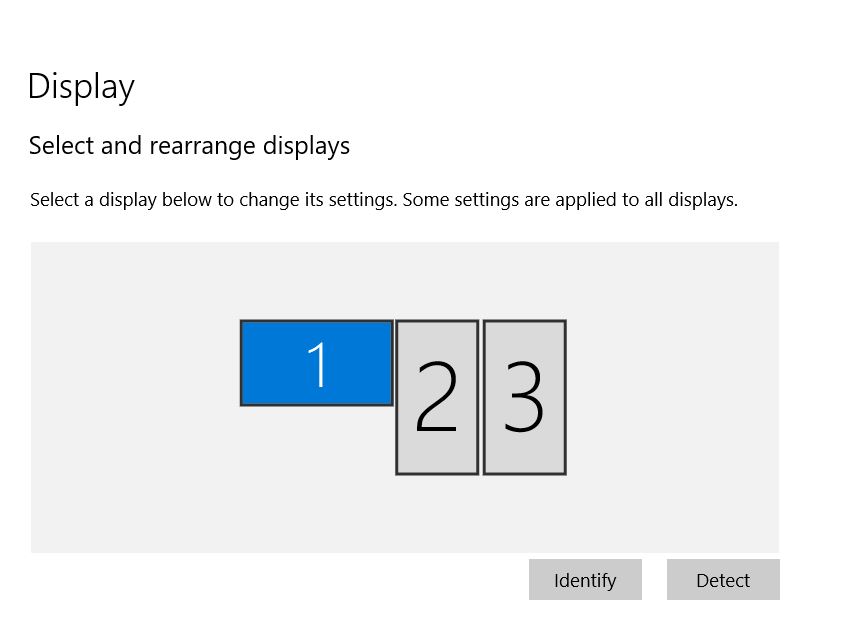 Display
Select and rearrange displays
Select a display below to change its settings. Some settings are applied to all displays.
1
2
3
Identify
Detect